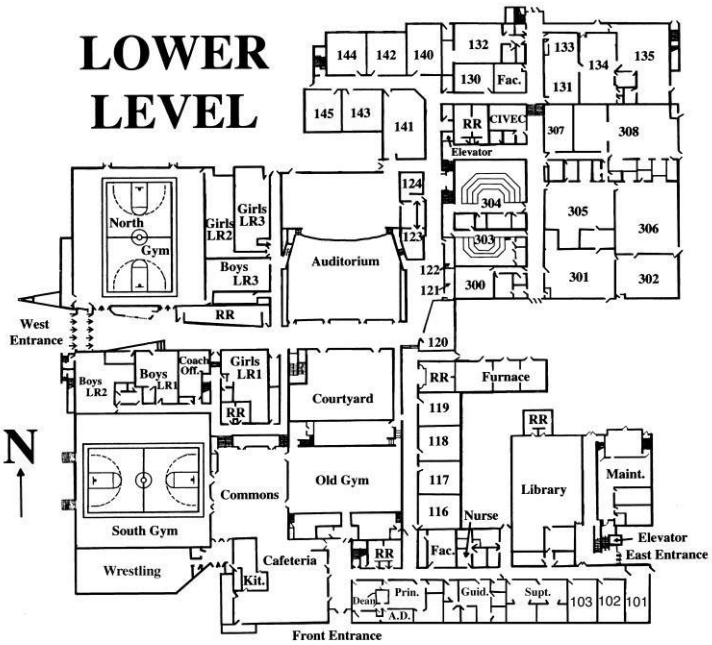 LOWER
LEVEL
144
142
140
132
133
134
135
130
Fac.
131
145
143
141
RR
CIVEC
307
308
Elevator
124
304
305
306
123
303
North
Gym
Girls
LR2
Girls
LR3
Boys
LR3
Auditorium
122
121
300
301
302
RR
West
Entrance
120
Boys
LR2
Boys
LR1
Coach
Off.
Girls
LR1
RR
Furnace
RR
Courtyard
119
N
118
RR
Commons
Old Gym
117
Library
Maint.
116
South Gym
Nurse
Elevator
East Entrance
Fac.
RR
Cafeteria
Wrestling
Kit.
Dean
Prin.
A.D.
Guid.
Supt.
103
102
101
Front Entrance